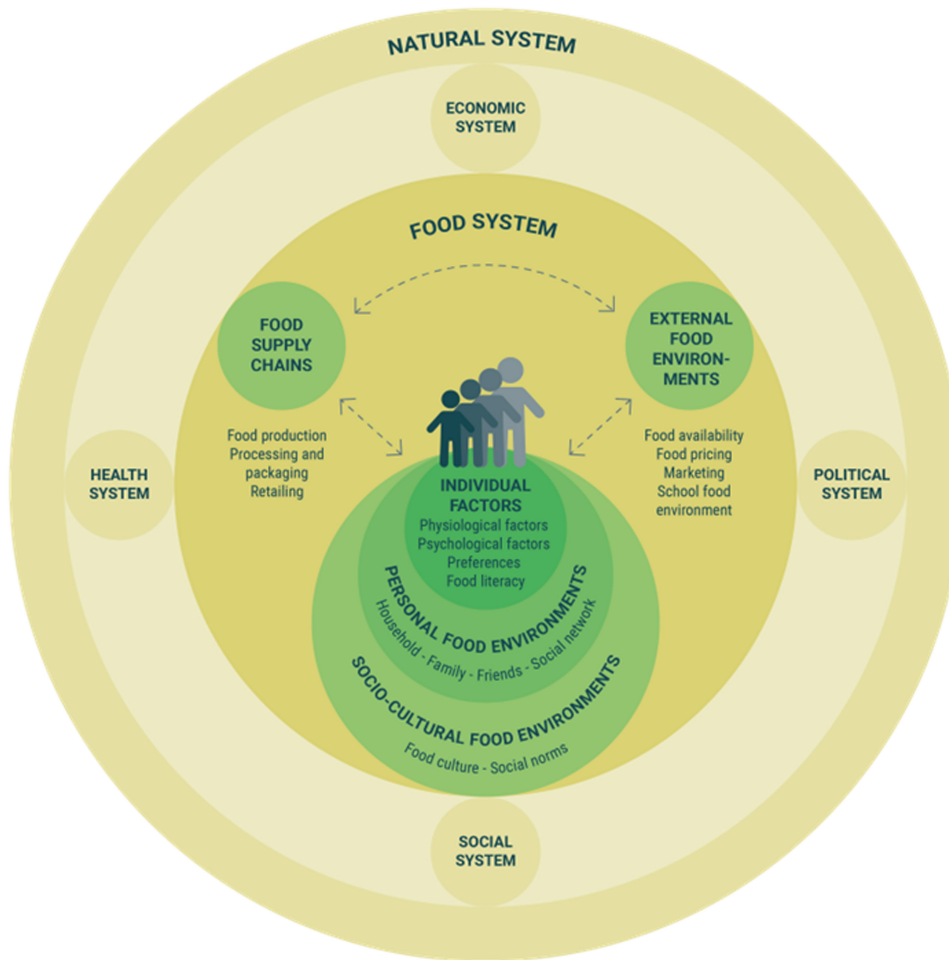 NATURAL SYSTEM
ECONOMIC
SYSTEM
FOOD SYSTEM
FOOD
SUPPLY
CHAINS
EXTERNAL
FOOD
ENVIRON-
MENTS
Food production
Processing and
packaging
Retailing
Food availability
Food pricing
Marketing
School food
environment
HEALTH
SYSTEM
POLITICAL
SYSTEM
INDIVIDUAL
FACTORS
Physiological factors
Psychological factors
Preferences
Food literacy
PERSONAL FOOD ENVIRONMENTS
Household - Family - Friends - Social network
SOCIO-CULTURAL FOOD ENVIRONMENTS
Food culture - Social norms
SOCIAL
SYSTEM